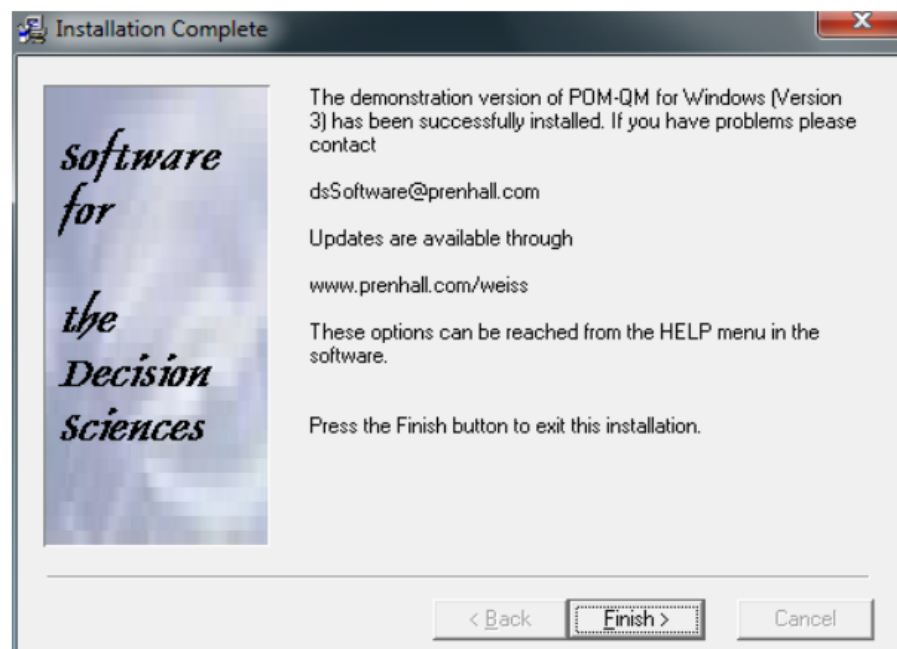 Installation Complete
Software
for
the
Decision
Sciences
The demonstration version of POM-QM for Windows (Version
3) has been successfully installed. If you have problems please
contact
dsSoftware@prenhall.com
Updates are available through
www.prenhall.com/weiss
These options can be reached from the HELP menu in the
software.
Press the Finish button to exit this installation.
< Back
Finish >
Cancel